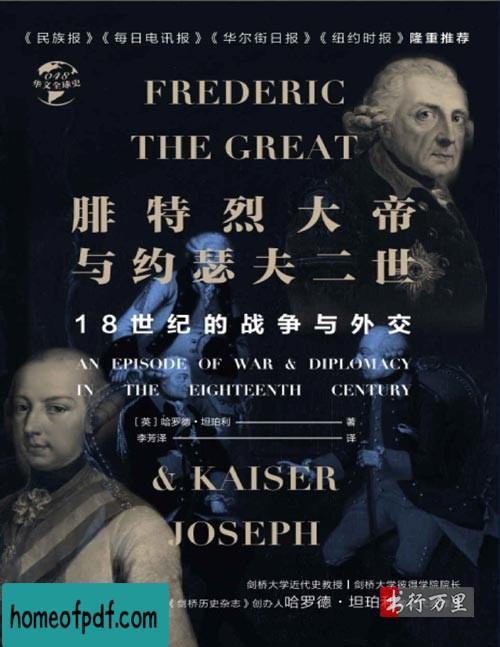 《民族报》《每日电讯报》《华尔街日报》《纽约时报》隆重推荐
048
华文全球史
FREDERIC
THE GREAT
腓特烈大帝
与约瑟夫二世
18世纪的战争与外交
AN EPISODE OF WAR & DIPLOMACY
IN THE EIGHTEENTH CENTURY
[英]哈罗德·坦珀利 著
李芳泽 译
& KAISER
JOSEPH
剑桥大学近代史教授 | 剑桥大学彼得学院院长
《剑桥历史杂志》创办人 哈罗德·坦珀
书行万里
homeofpdf.com